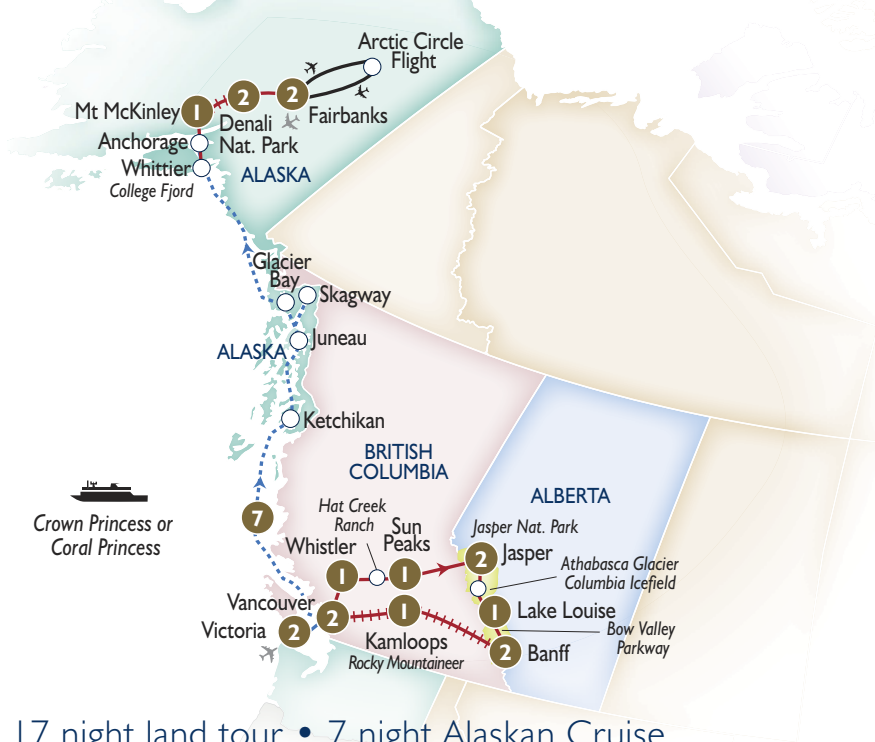 Arctic Circle
Flight
2
2
1
Mt McKinley
Fairbanks
Denali
Nat. Park
Anchorage
Whittier
College Fjord
ALASKA
Glacier
Bay
Skagway
Juneau
ALASKA
Ketchikan
BRITISH
COLUMBIA
ALBERTA
7
Crown Princess or
Coral Princess
Hat Creek
Ranch
Sun
Peaks
Whistler
1
1
Jasper Nat. Park
2
Jasper
Athabasca Glacier
Columbia Icefield
Vancouver
2
1
1
Lake Louise
Victoria
2
Kamloops
Rocky Mountaineer
Bow Valley
Parkway
2
Banff
17 night land tour • 7 night Alaskan Cruise